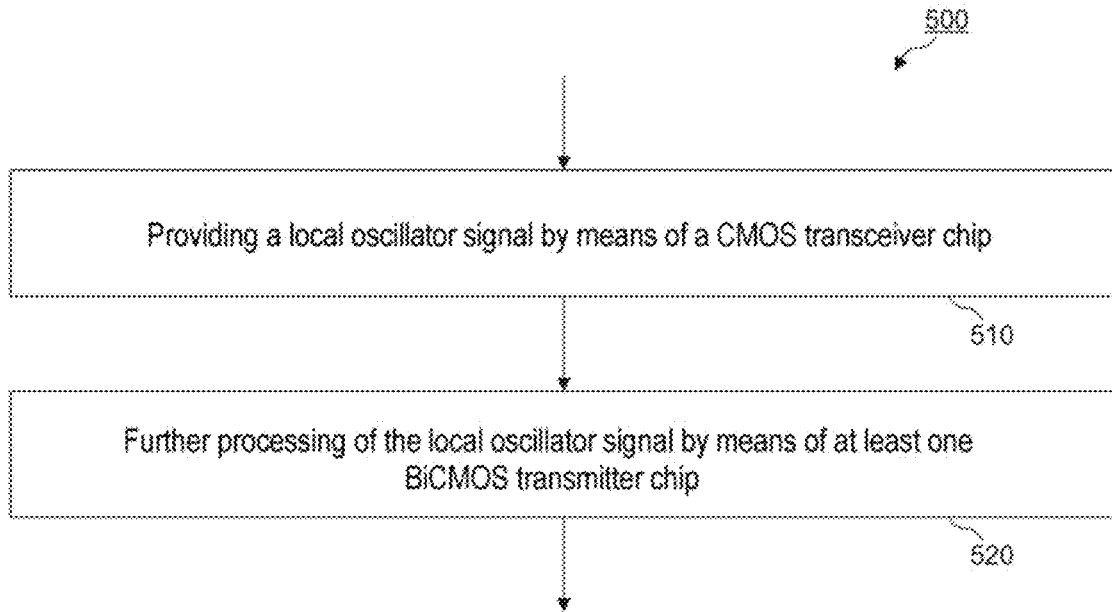 500
Providing a local oscillator signal by means of a CMOS transceiver chip
510
Further processing of the local oscillator signal by means of at least one
BiCMOS transmitter chip
520